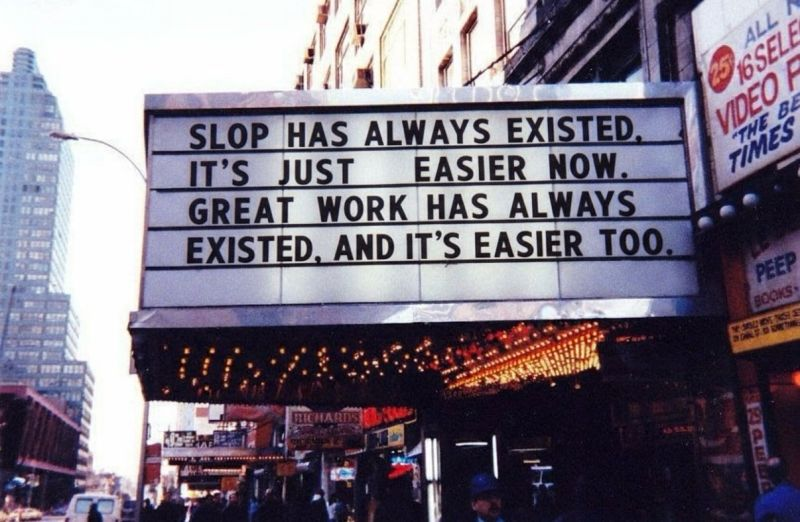 SLOP HAS ALWAYS EXISTED,
IT'S JUST EASIER NOW.
GREAT WORK HAS ALWAYS
EXISTED, AND IT'S EASIER TOO.
ALL
25¢
16 SELE
VIDEO P
"THE BE
TIMES
PEEP
BOOKS
RICHARDS